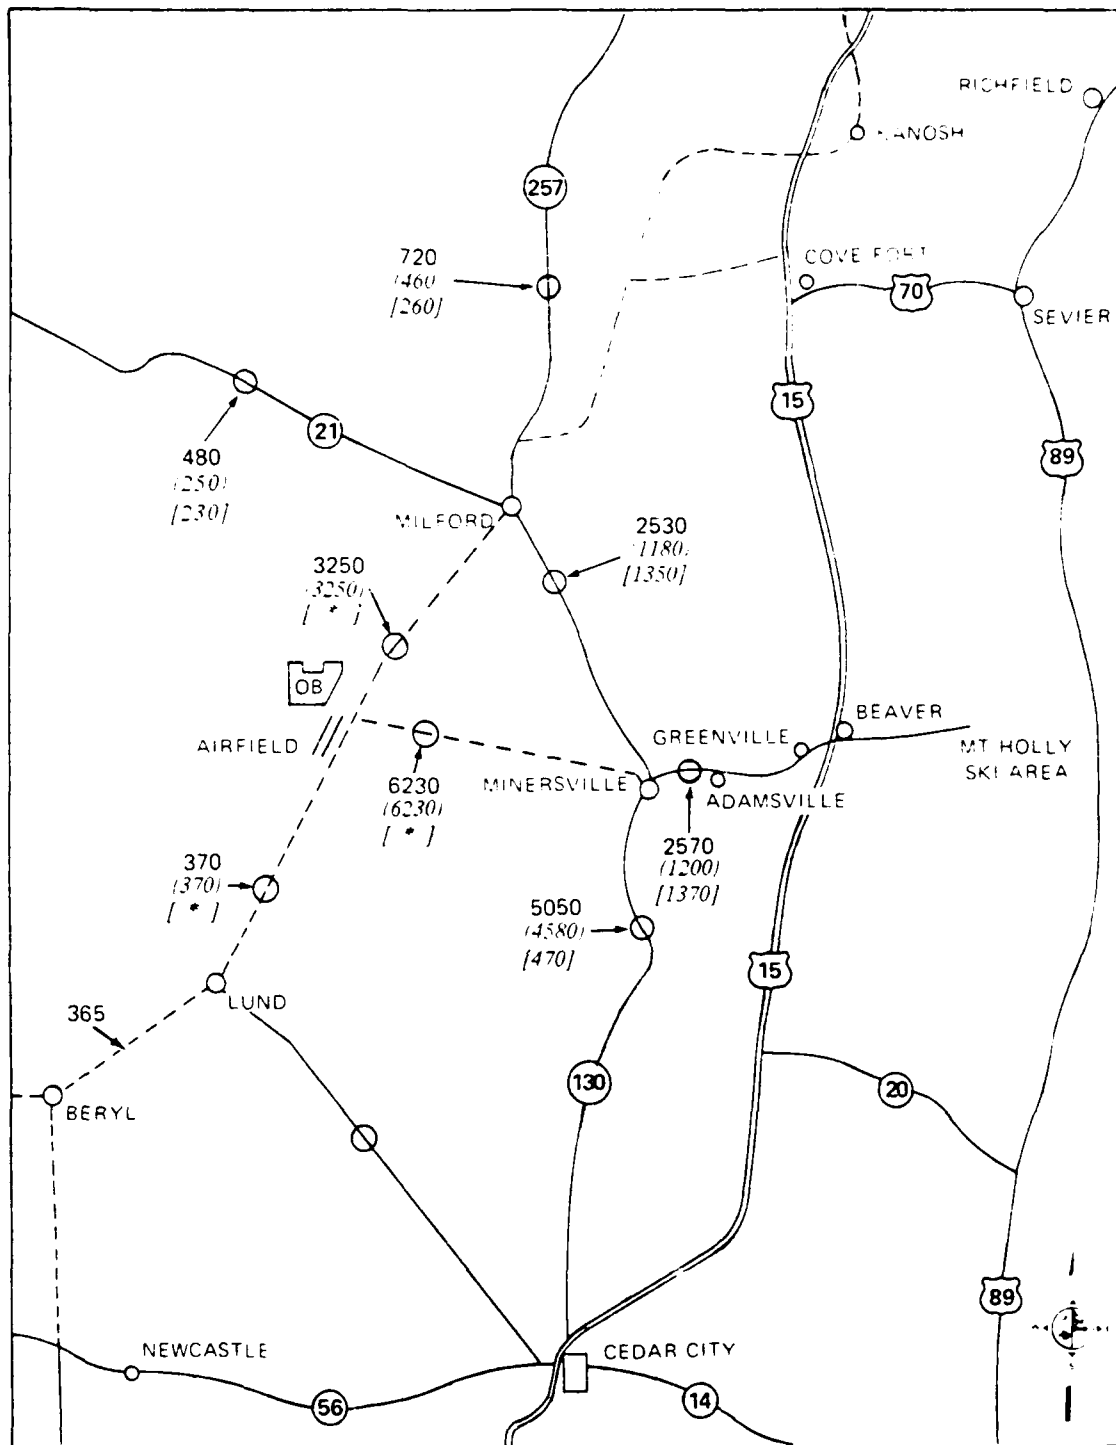 RICHFIELD
KANOSH
257
720
(460
[260]
COVE FORT
70
SEVIER
15
21
89
480
(250)
[230]
MILFORD
2530
(1180)
[1350]
3250
(3250)
[ * ]
OB
AIRFIELD
BEAVER
GREENVILLE
MT HOLLY
SKI AREA
6230
(6230)
[ * ]
MINERSVILLE
ADAMSVILLE
2570
(1200)
[1370]
370
(370)
[ * ]
5050
(4580)
[470]
15
LUND
365
130
20
BERYL
89
NEWCASTLE
CEDAR CITY
56
14